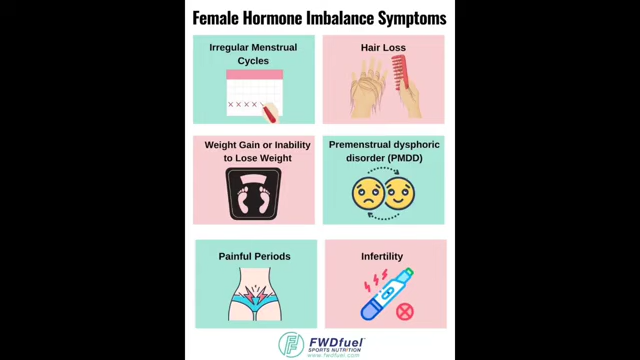 Female Hormone Imbalance Symptoms
Irregular Menstrual
Cycles
Hair Loss
Weight Gain or Inability
to Lose Weight
Premenstrual dysphoric
disorder (PMDD)
Painful Periods
Infertility
FWDfuel
SPORTS NUTRITION
www.fwdfuel.com